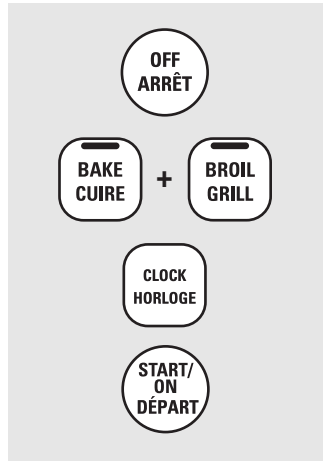 OFF
ARRÊT
BAKE
CUIRE
+
BROIL
GRILL
CLOCK
HORLOGE
START/
ON
DÉPART